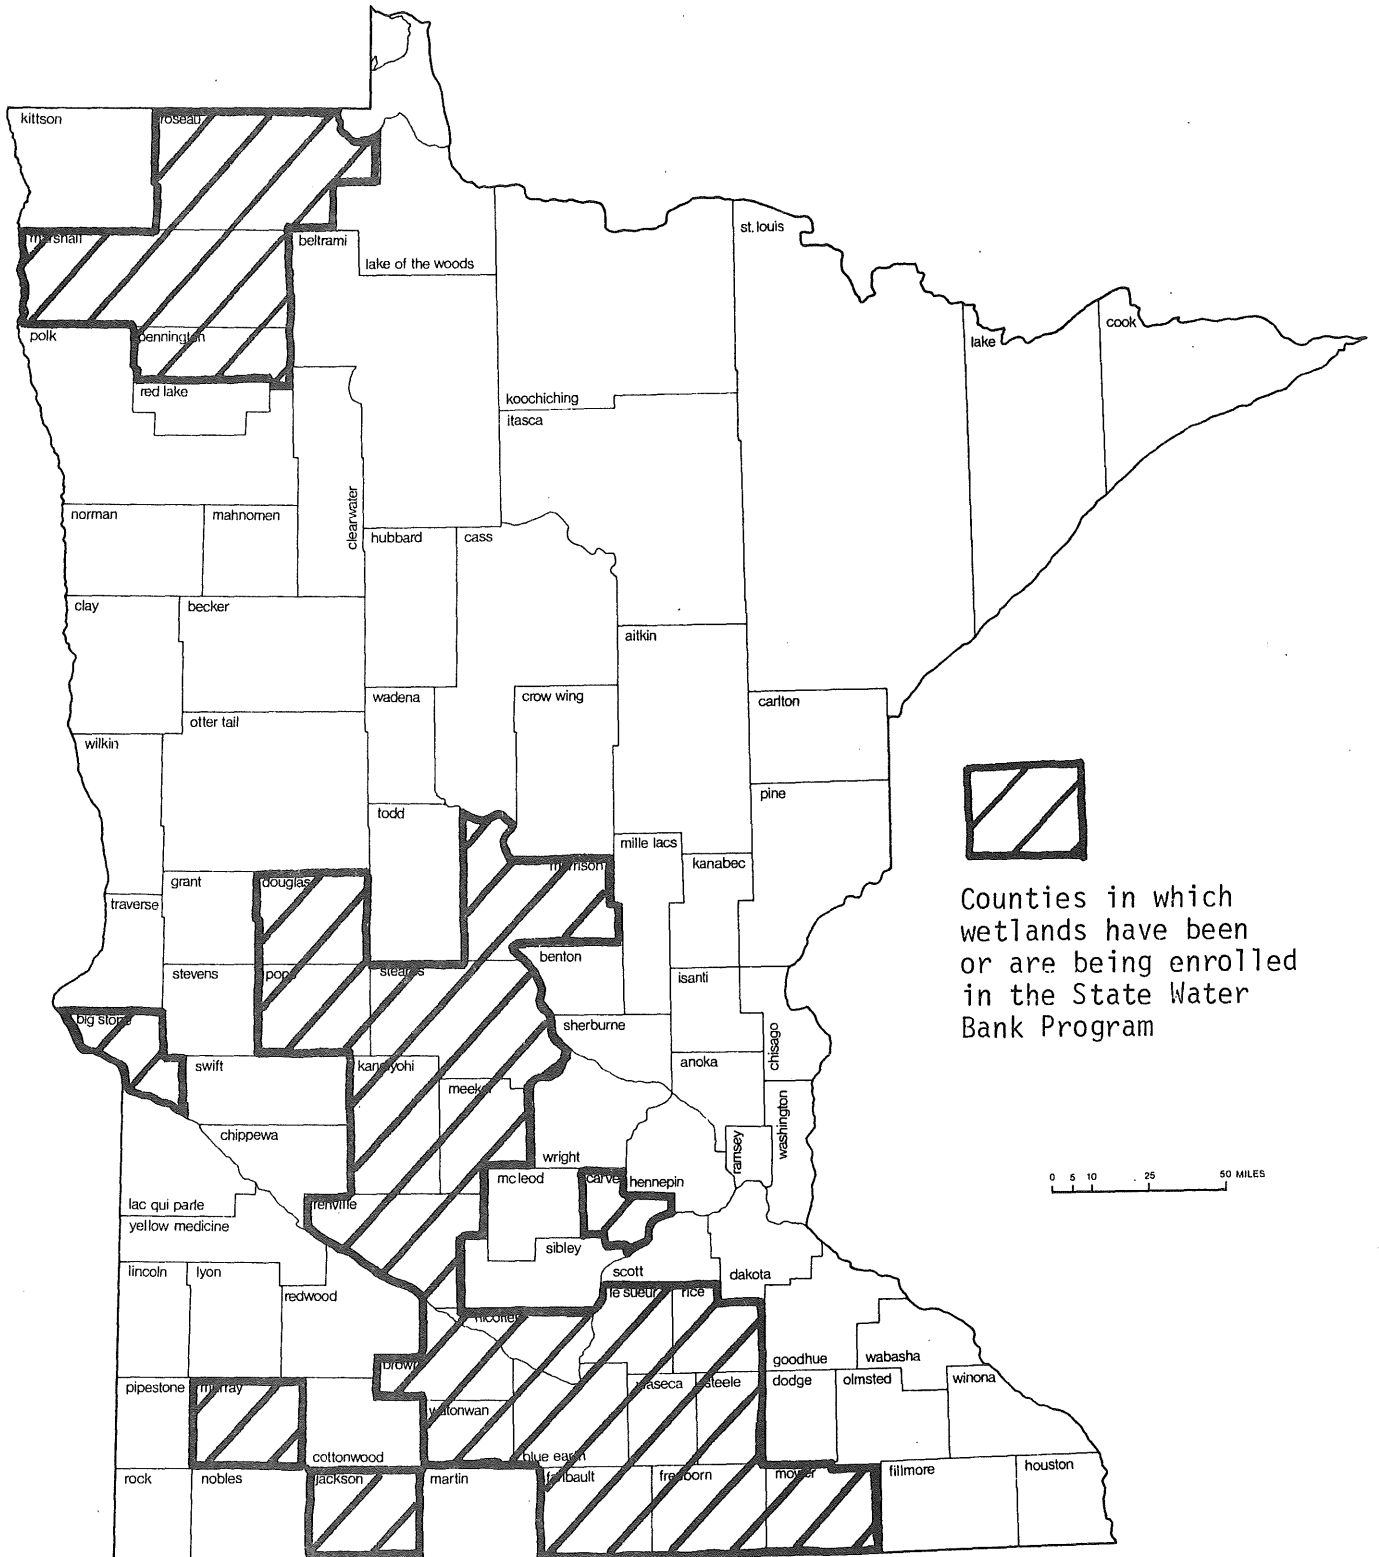 kittson
roseau
marshall
beltrami
lake of the woods
st. louis
polk
pennington
lake
cook
red lake
koochiching
itasca
norman
mahnomen
clearwater
hubbard
cass
clay
becker
aitkin
wadena
crow wing
carlton
otter tail
wilkin
pine
todd
mille lacs
kanabec
morrison
grant
douglas
traverse
Counties in which
wetlands have been
or are being enrolled
in the State Water
Bank Program
benton
stevens
pope
stearns
isanti
big stone
sherburne
chisago
swift
kandiyohi
anoka
meeker
washington
chippewa
ramsey
wright
mc leod
carver
hennepin
0 5 10 25 50 MILES
lac qui parle
renville
yellow medicine
sibley
lincoln
lyon
scott
dakota
redwood
le sueur
rice
nicollet
brown
goodhue
wabasha
pipestone
murray
waseca
steele
dodge
olmsted
winona
watonwan
cottonwood
blue earth
rock
nobles
jackson
martin
faribault
freeborn
mower
fillmore
houston